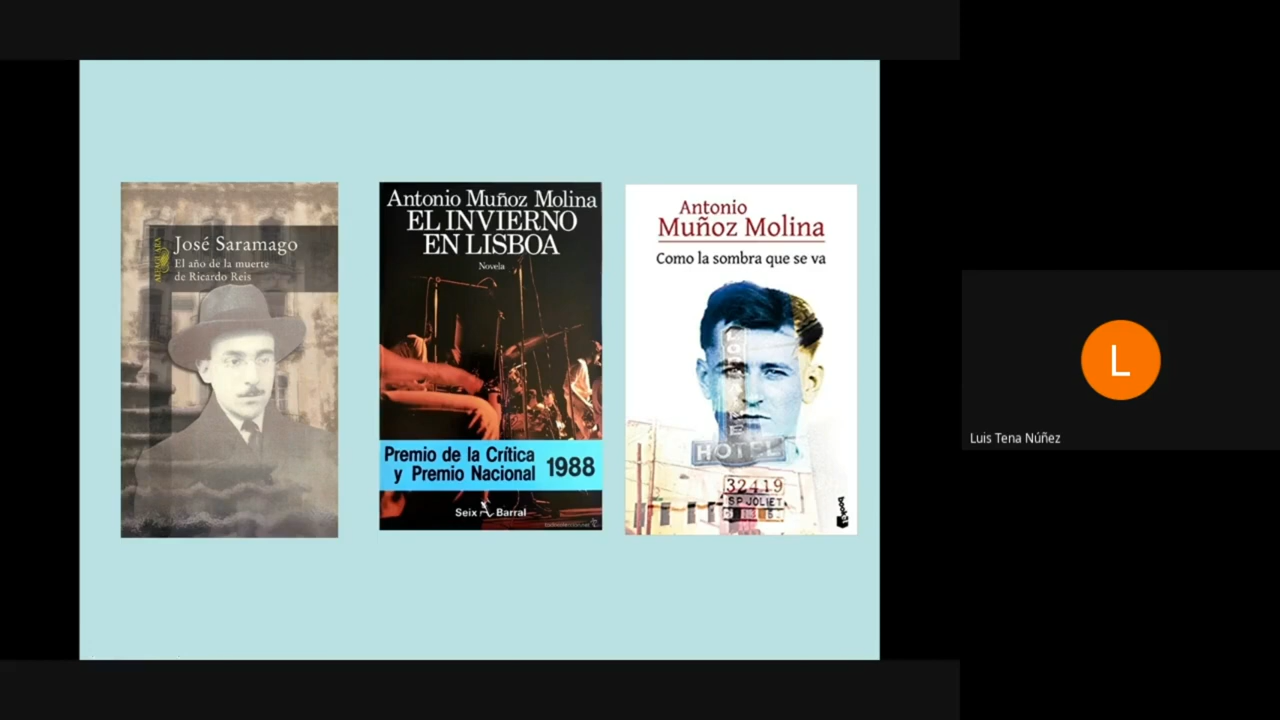 José Saramago
El año de la muerte
de Ricardo Reis
ALFAGUARA
Antonio Muñoz Molina
EL INVIERNO
EN LISBOA
Novela
Premio de la Crítica
y Premio Nacional 1988
Seix Barral
Antonio
Muñoz Molina
Como la sombra que se va
HOTEL
32419
S P JOLIET
booket
L
Luis Tena Núñez